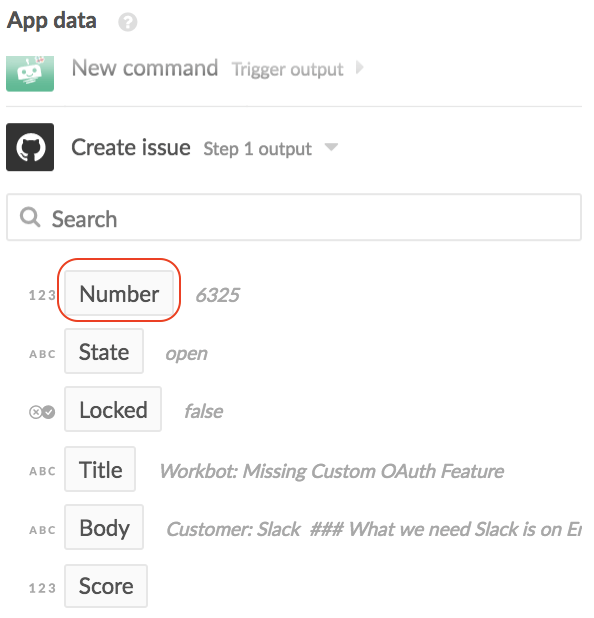 App data ?
New command Trigger output
Create issue Step 1 output
Search
123 Number 6325
ABC State open
Locked false
ABC Title Workbot: Missing Custom OAuth Feature
ABC Body Customer: Slack ### What we need Slack is on Er
123 Score